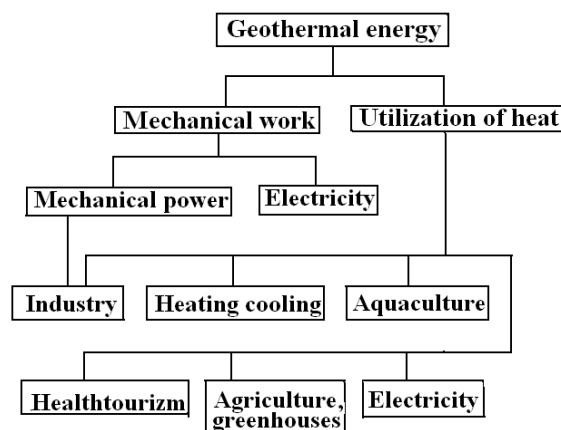 Geothermal energy
Mechanical work
Utilization of heat
Mechanical power
Electricity
Industry
Heating cooling
Aquaculture
Healthtourizm
Agriculture,
greenhouses
Electricity